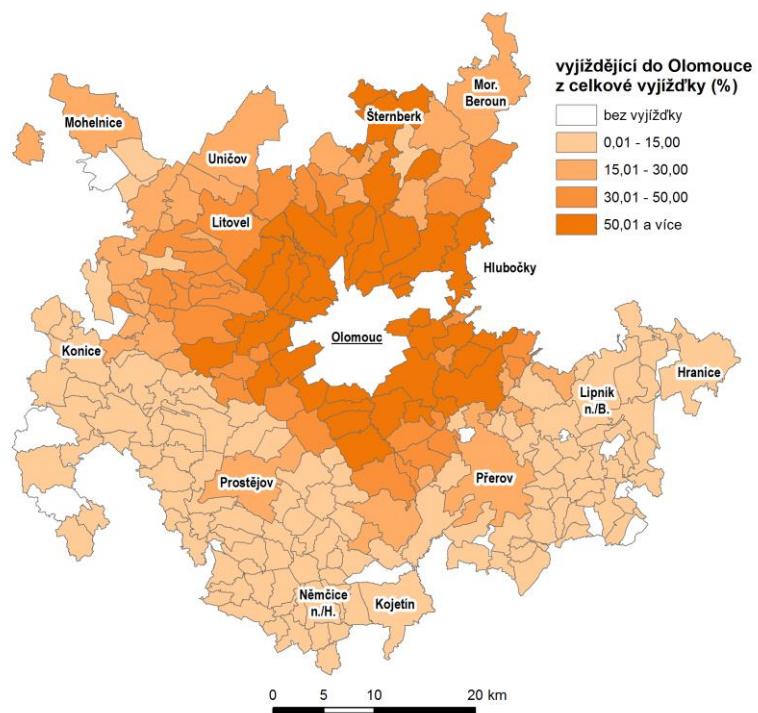 vyjíždějící do Olomouce
z celkové vyjížďky (%)
bez vyjížďky
0,01 - 15,00
15,01 - 30,00
30,01 - 50,00
50,01 a více
Mor.
Beroun
Šternberk
Mohelnice
Uničov
Litovel
Hlubočky
Olomouc
Konice
Hranice
Lipník
n./B.
Prostějov
Přerov
Němčice
n./H.
Kojetín
0 5 10 20 km